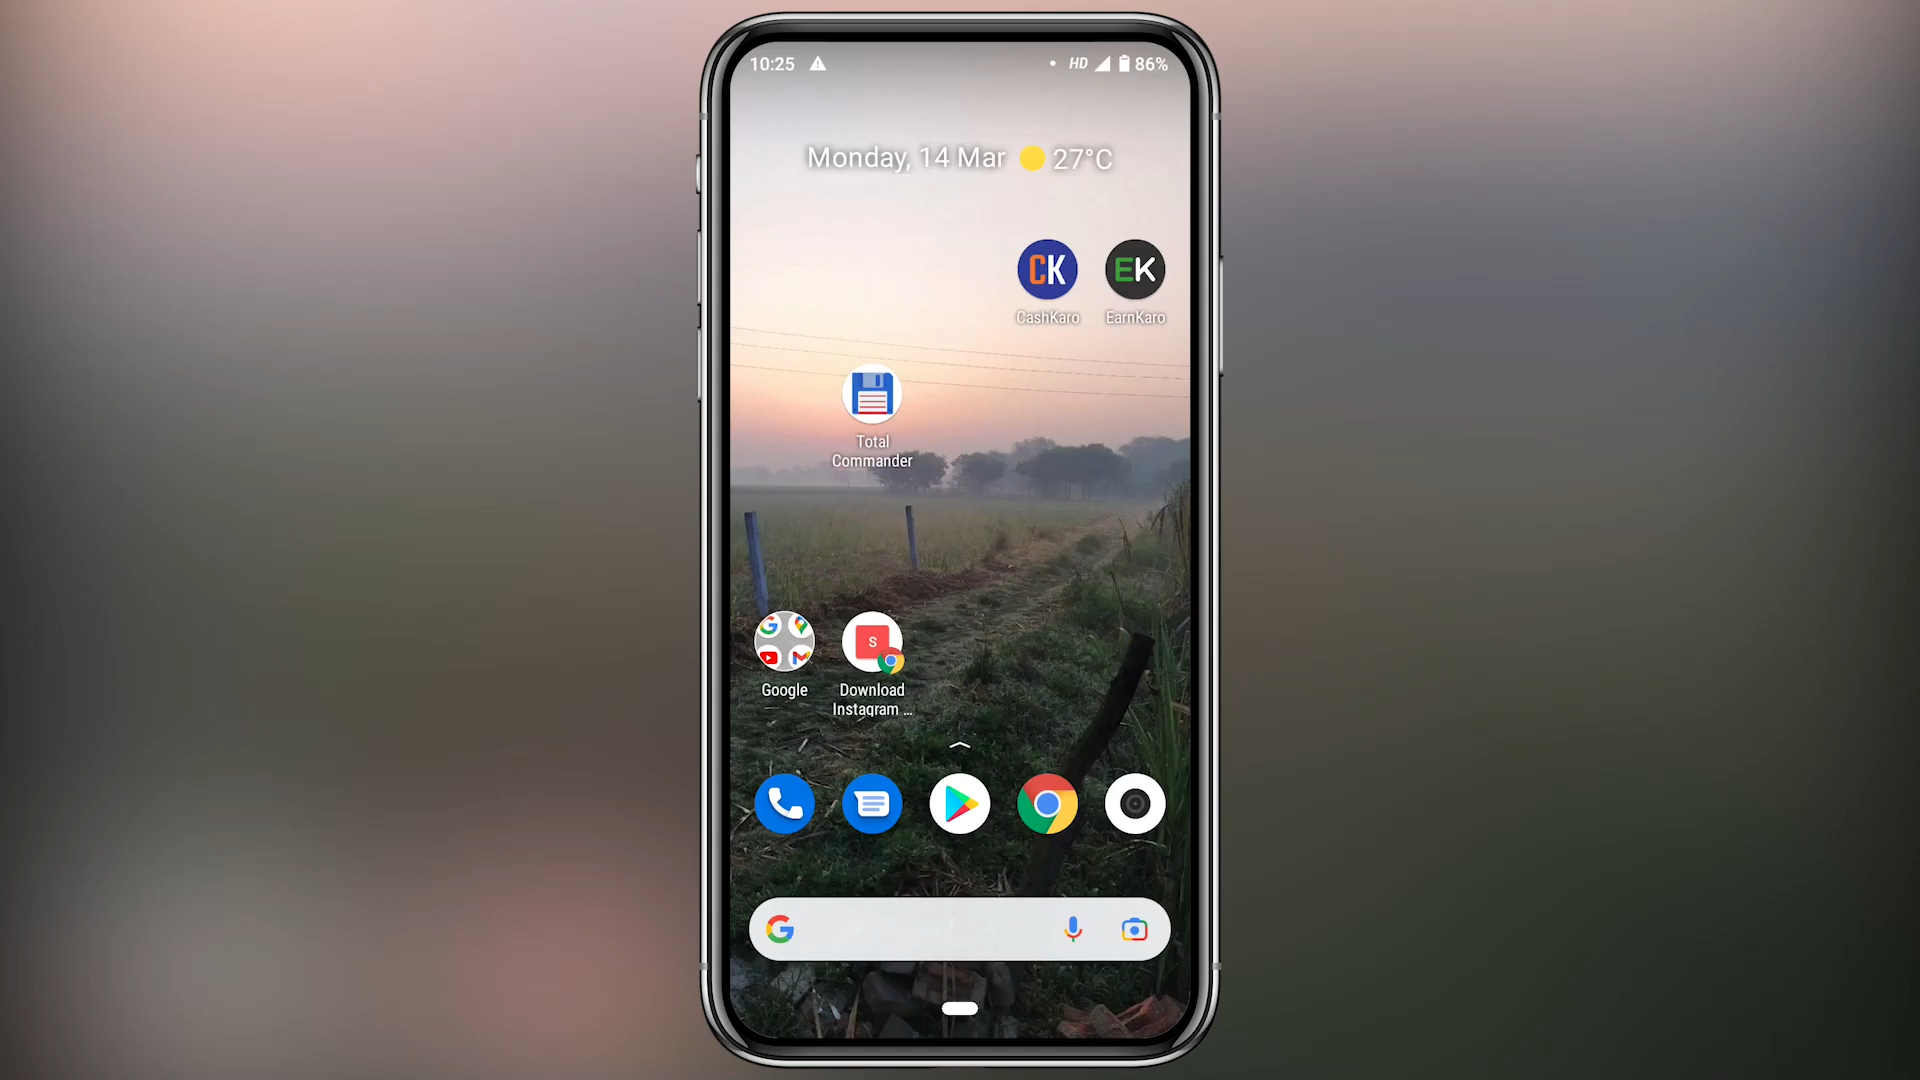 10:25
HD
86%
Monday, 14 Mar
27°C
CK
EK
CashKaro
EarnKaro
Total
Commander
S
Google
Download
Instagram ...